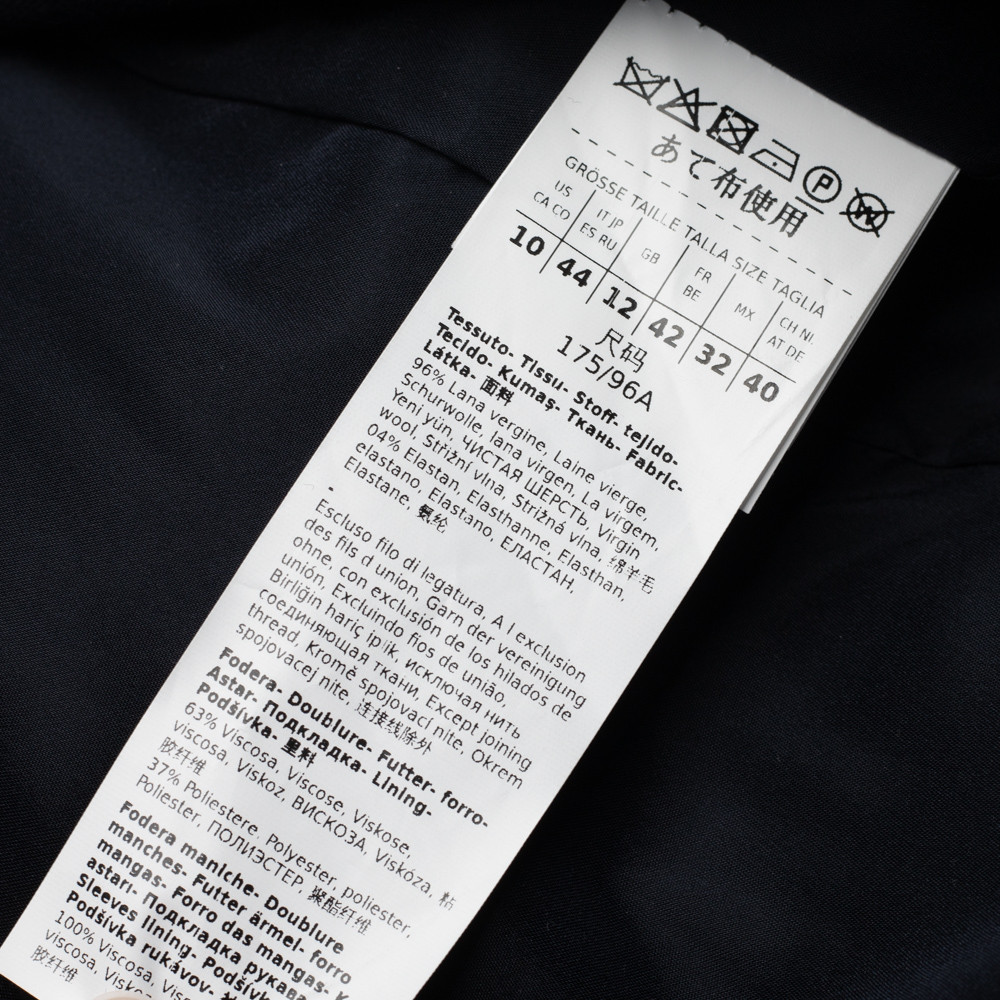 P W
あて布使用
GRÖSSE TAILLE TALLA SIZE TAGLIA
US CA CO IT JP ES RU GB FR BE MX CH NL AT DE
10 44 12 42 32 40
尺码
175/96A
Tessuto- Tissu- Stoff- tejido-
Tecido- Kumaş- Ткань- Fabric-
Látka- 面料
96% Lana vergine, Laine vierge,
Schurwolle, lana virgen, La virgem,
Yeni yün, ЧИСТАЯ ШЕРСТЬ, Virgin
wool, Střižní vlna, Strižná vlna, 绵羊毛
04% Elastan, Elasthanne, Elasthan,
elastano, Elastano, ЕЛАСТАН,
Elastane, 氨纶
Escluso filo di legatura, A l exclusion
des fils d union, Garn der vereinigung
ohne, con exclusión de los hilados de
unión, Excluindo fios de união,
Birliğin hariç iplik, исключая нить
соединяющая ткани, Except joining
thread, Kromě spojovací nite, Okrem
spojovacej nite, 连接线除外
Fodera- Doublure- Futter- forro-
Astar- Подкладка- Lining-
Podšívka- 里料
63% Viscosa, Viscose, Viskose,
viscosa, Viskoz, ВИСКОЗА, Viskóza, 粘
胶纤维
37% Poliestere, Polyester, poliester,
Poliester, ПОЛИЭСТЕР, 聚酯纤维
Fodera maniche- Doublure
manches- Futter ärmel- forro
mangas- Forro das mangas- K
astarı- Подкладка рукава
Sleeves lining- Podšívk
Podšívka rukávov-
100% Viscosa, Visc
viscosa, Viskoz
胶纤维